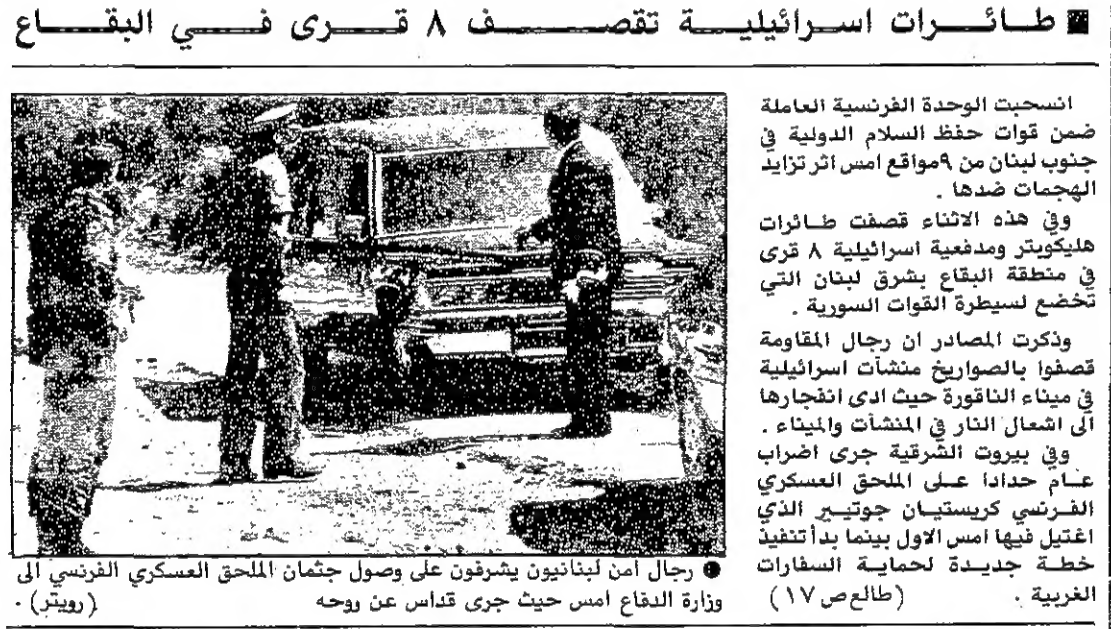 طائرات اسرائيلية تقصف ٨ قرى في البقاع
انسحبت الوحدة الفرنسية العاملة
ضمن قوات حفظ السلام الدولية في
جنوب لبنان من ٩ مواقع امس اثر تزايد
الهجمات ضدها .
وفي هذه الاثناء قصفت طائرات
هليكوبتر ومدفعية اسرائيلية ٨ قرى
في منطقة البقاع بشرق لبنان التي
تخضع لسيطرة القوات السورية .
وذكرت المصادر ان رجال المقاومة
قصفوا بالصواريخ منشآت اسرائيلية
في ميناء الناقورة حيث ادى انفجارها
الى اشعال النار في المنشآت والميناء .
وفي بيروت الشرقية جرى اضراب
عام حدادا على الملحق العسكري
الفرنسي كريستيان جوتيير الذي
اغتيل فيها امس الاول بينما بدأ تنفيذ
خطة جديدة لحماية السفارات
الغربية . (طالع ص ١٧)
● رجال امن لبنانيون يشرفون على وصول جثمان الملحق العسكري الفرنسي الى
وزارة الدفاع امس حيث جرى قداس عن روحه (رويتر) .